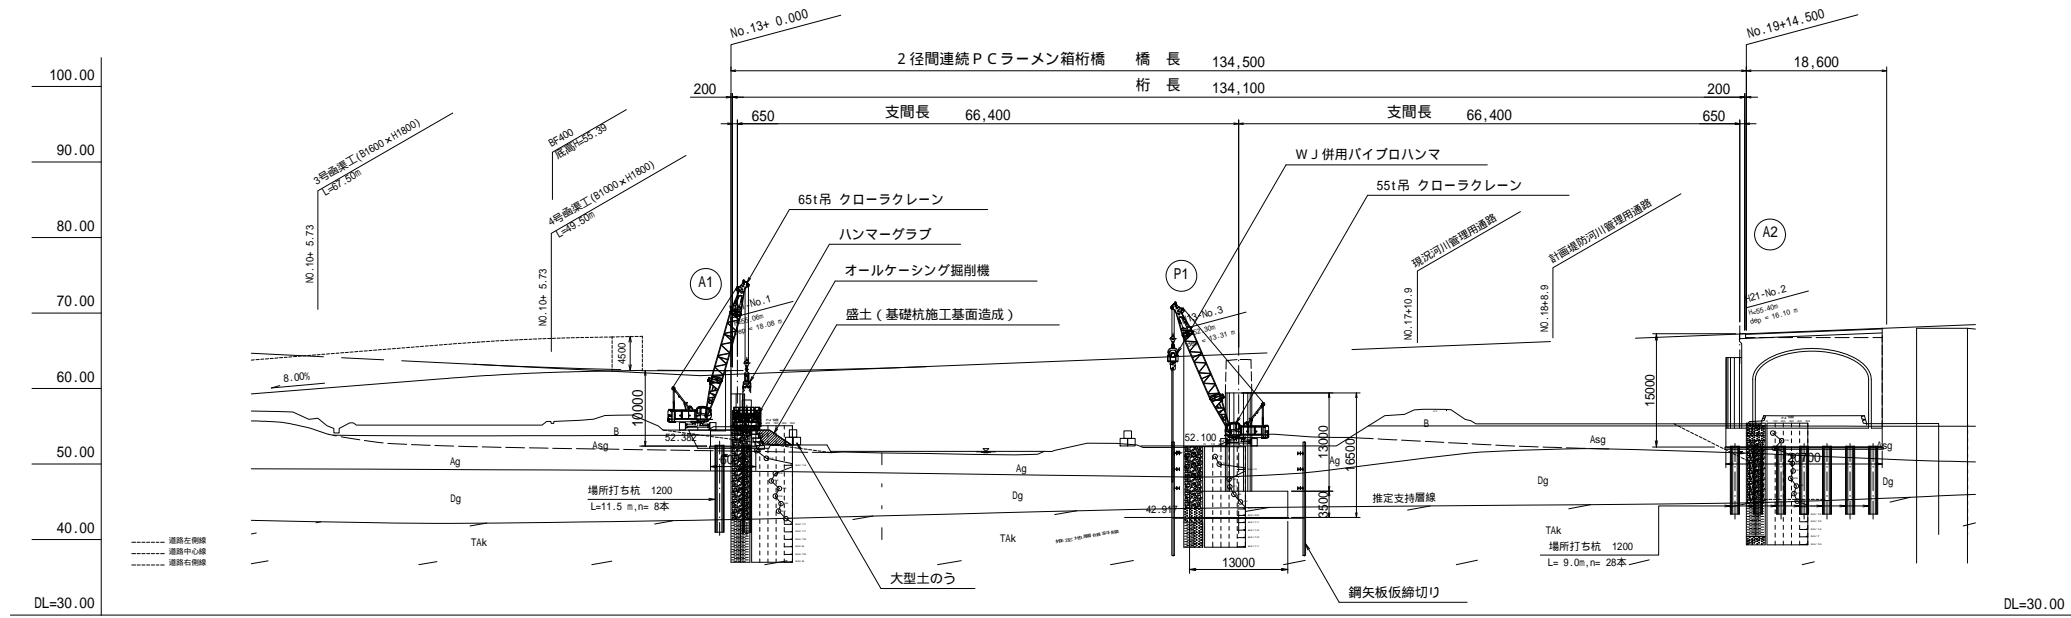 No.13+ 0.000
No.19+14.500
2径間連続PCラーメン箱桁橋 橋 長 134,500
18,600
桁 長 134,100
200
200
支間長 66,400
支間長 66,400
650
650
100.00
90.00
80.00
70.00
60.00
50.00
40.00
DL=30.00
DL=30.00
3号函渠工(B1600×H1800)
L=67.50m
NO.10+ 5.73
BF400
底高H=55.39
4号函渠工(B1000×H1800)
L=49.50m
NO.10+ 5.73
WJ併用バイブロハンマ
55t吊 クローラクレーン
65t吊 クローラクレーン
ハンマーグラブ
オールケーシング掘削機
盛土(基礎杭施工基面造成)
現況河川管理用通路
NO.17+10.9
計画堤防河川管理用通路
NO.18+8.9
A1
P1
A2
H21-No.2
H=55.40m
dep = 16.10 m
dep = 18.08 m
4500
8.00%
10000
15000
13000
16500
3500
13000
52.382
52.100
42.917
B
Asg
Ag
Dg
TAk
Ag
Dg
TAk
Ag
B
Asg
Dg
TAk
Asg
Dg
推定支持層線
場所打ち杭 1200
L=11.5 m,n= 8本
場所打ち杭 1200
L= 9.0m,n= 28本
大型土のう
鋼矢板仮締切り
道路左側線
道路中心線
道路右側線